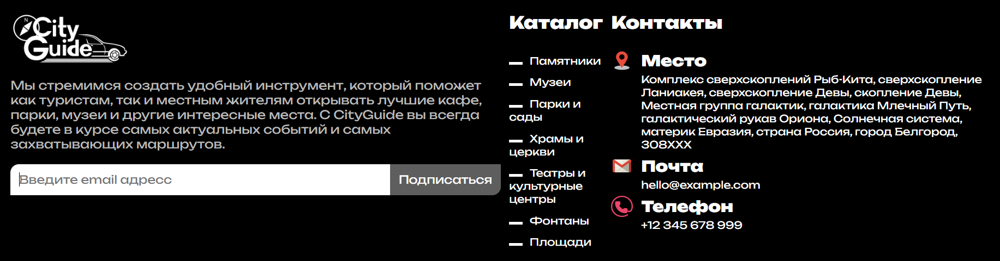 N
City
Guide
Мы стремимся создать удобный инструмент, который поможет
как туристам, так и местным жителям открывать лучшие кафе,
парки, музеи и другие интересные места. С CityGuide вы всегда
будете в курсе самых актуальных событий и самых
захватывающих маршрутов.
Введите email адресс
Подписаться
Каталог
Памятники
Музеи
Парки и
сады
Храмы и
церкви
Театры и
культурные
центры
Фонтаны
Площади
Контакты
Место
Комплекс сверхскоплений Рыб-Кита, сверхскопление
Ланиакея, сверхскопление Девы, скопление Девы,
Местная группа галактик, галактика Млечный Путь,
галактический рукав Ориона, Солнечная система,
материк Евразия, страна Россия, город Белгород,
308XXX
Почта
hello@example.com
Телефон
+12 345 678 999